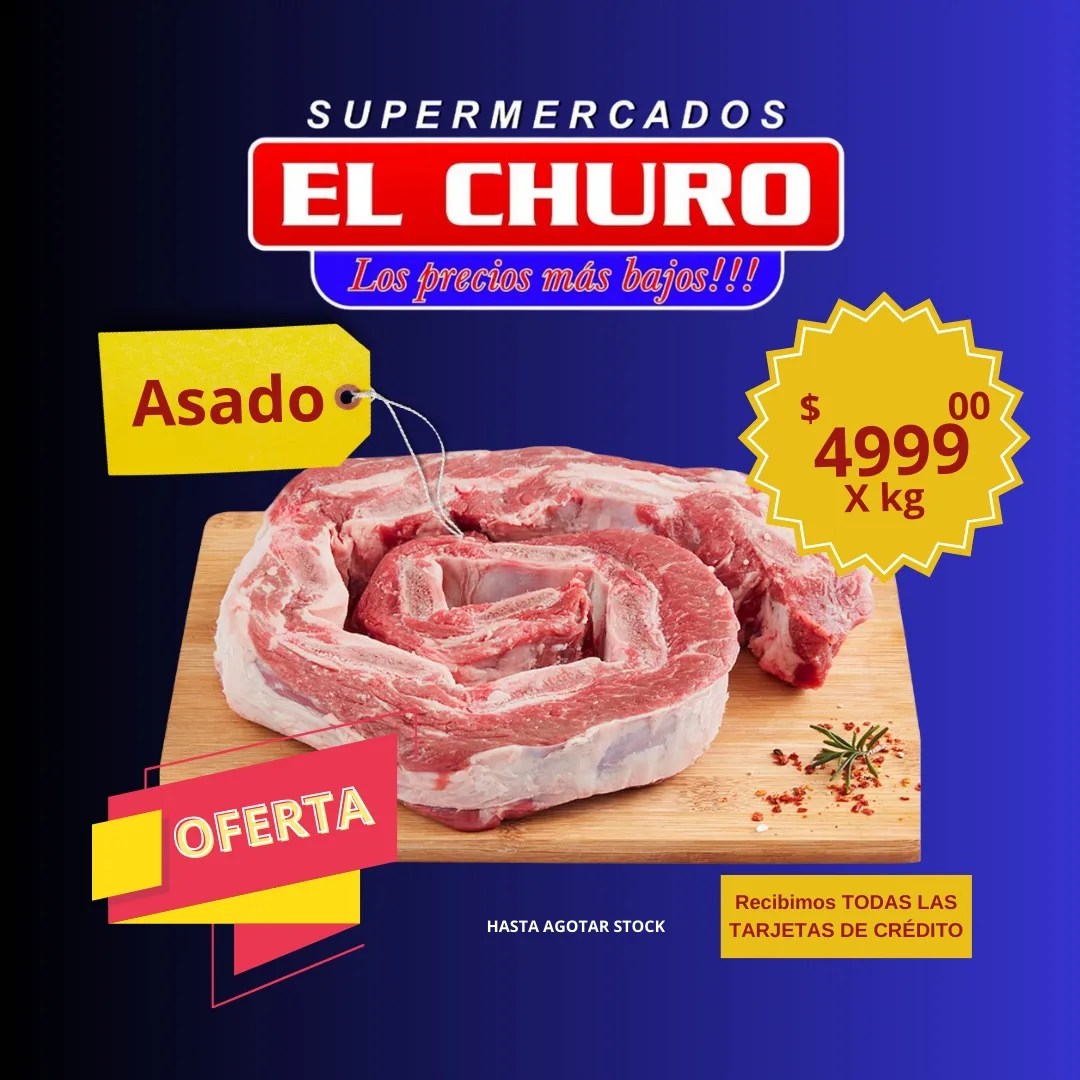 SUPERMERCADOS
EL CHURO
Los precios más bajos!!!
Asado
$ 4999 00
X kg
OFERTA
HASTA AGOTAR STOCK
Recibimos TODAS LAS
TARJETAS DE CRÉDITO